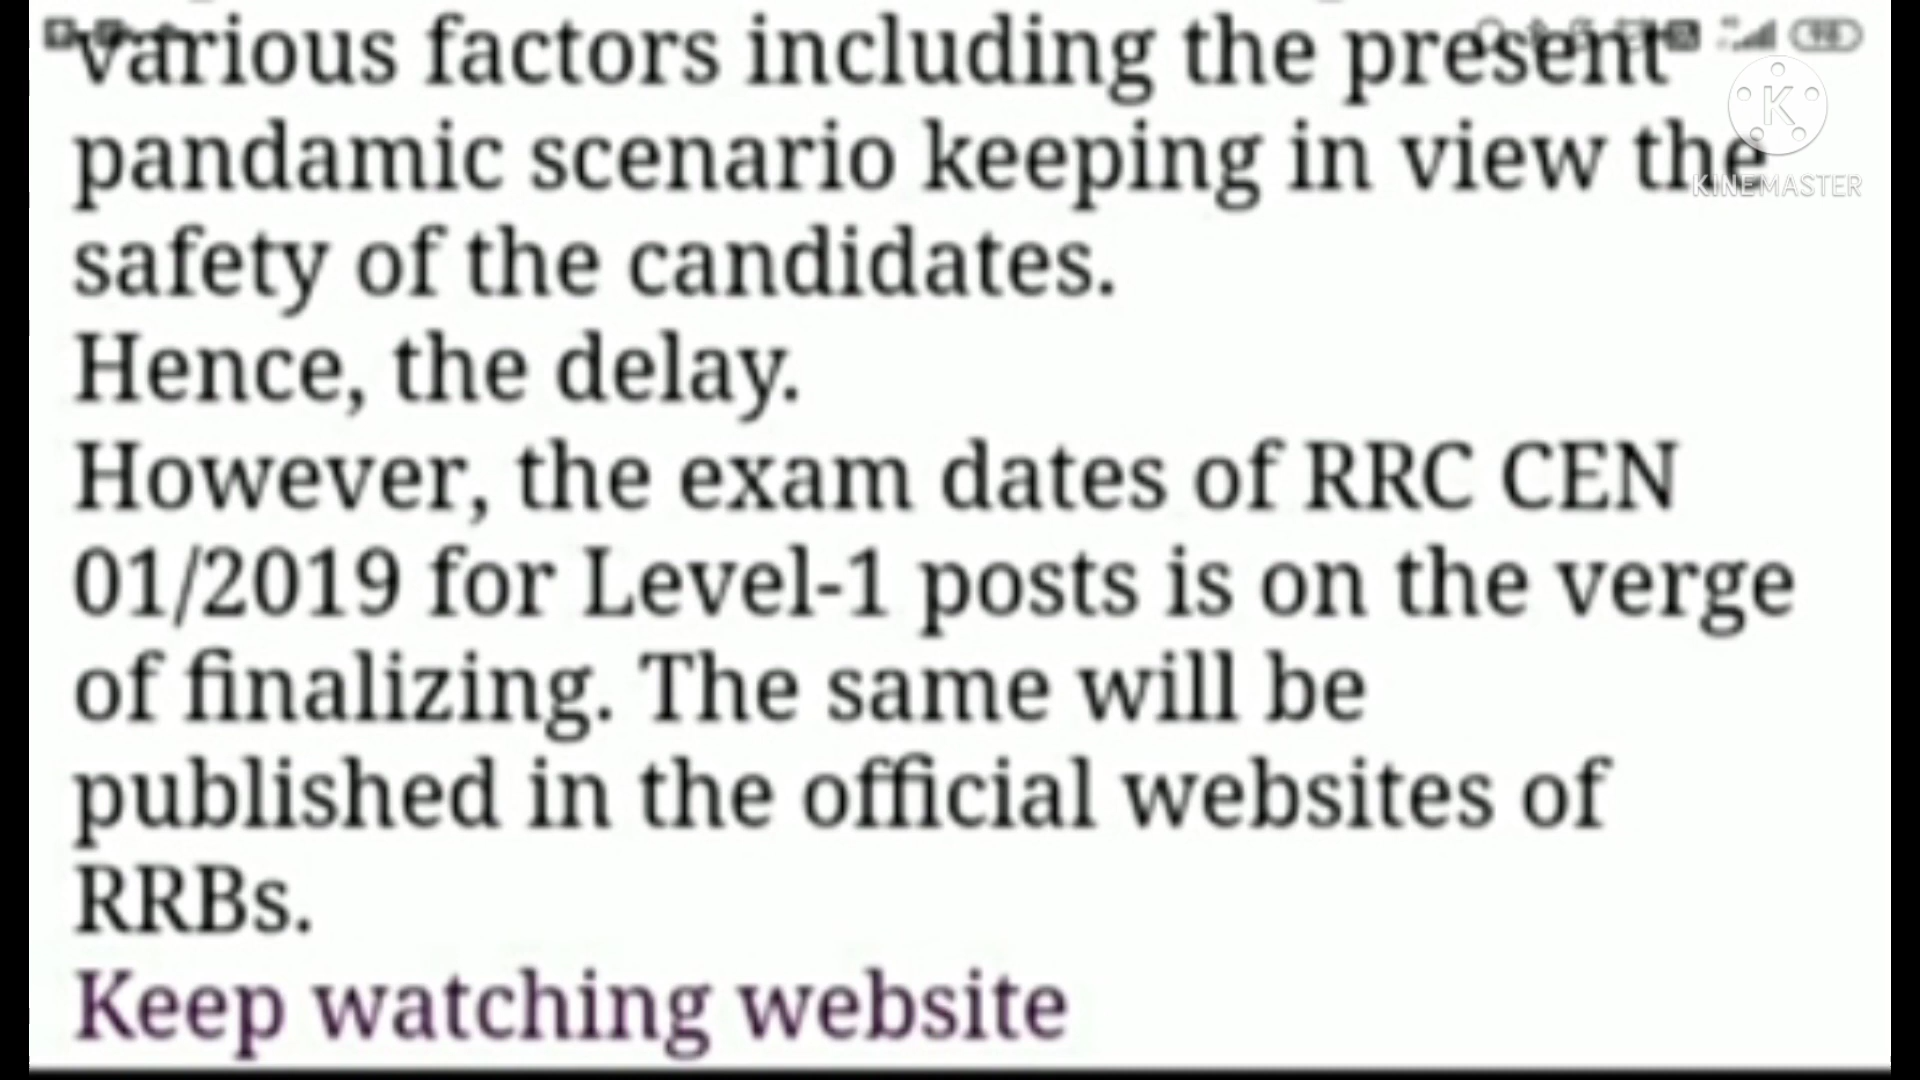 various factors including the present
pandamic scenario keeping in view the
safety of the candidates.
Hence, the delay.
However, the exam dates of RRC CEN
01/2019 for Level-1 posts is on the verge
of finalizing. The same will be
published in the official websites of
RRBs.
Keep watching website
K
KINEMASTER